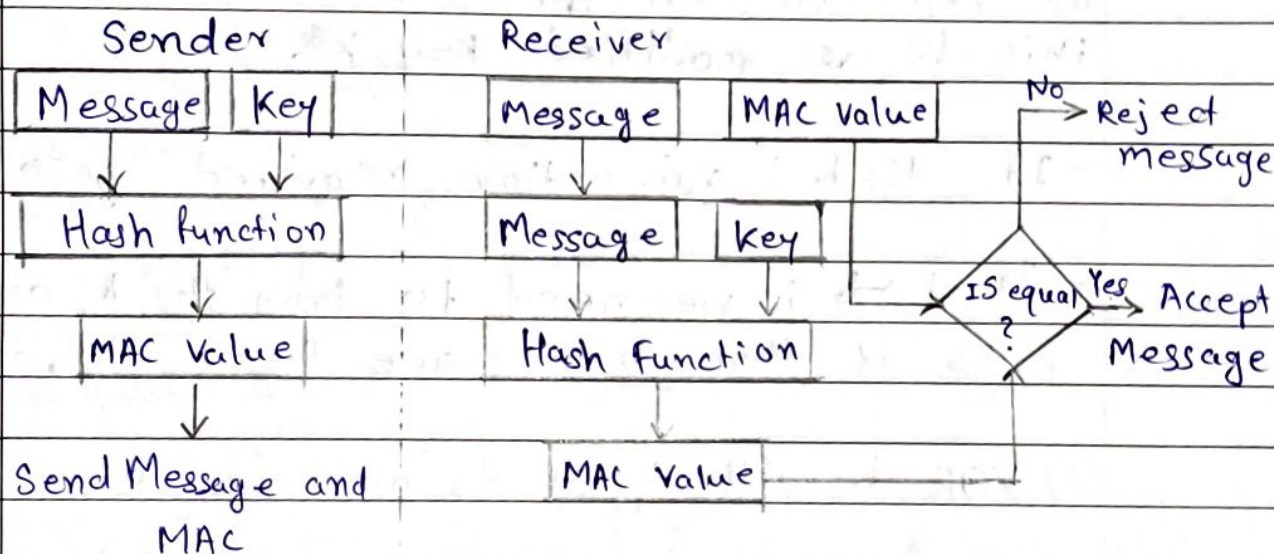 Sender
Message Key
Hash function
MAC Value
Send Message and
MAC
Receiver
Message MAC value
Message Key
Hash Function
MAC Value
IS equal
?
No
Reject
message
Yes
Accept
Message